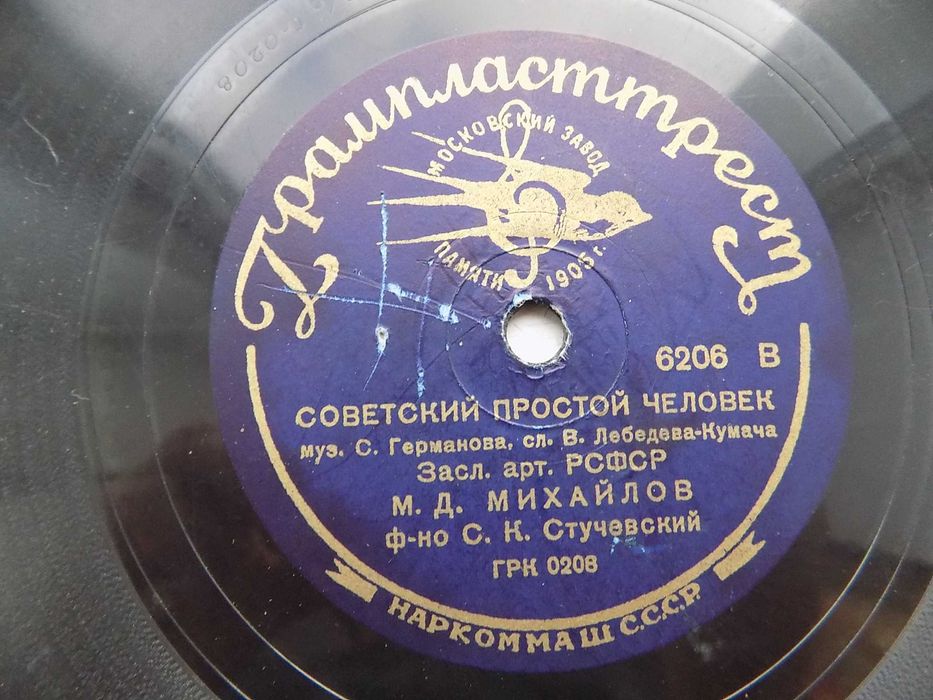 Грампласттрест
МОСКОВСКИЙ ЗАВОД
ПАМЯТИ 1905 г.
6206 В
СОВЕТСКИЙ ПРОСТОЙ ЧЕЛОВЕК
муз. С. Германова, сл. В. Лебедева-Кумача
Засл. арт. РСФСР
М. Д. МИХАЙЛОВ
ф-но С. К. Стучевский
ГРК 0208
НАРКОММАШ С.С.С.Р.